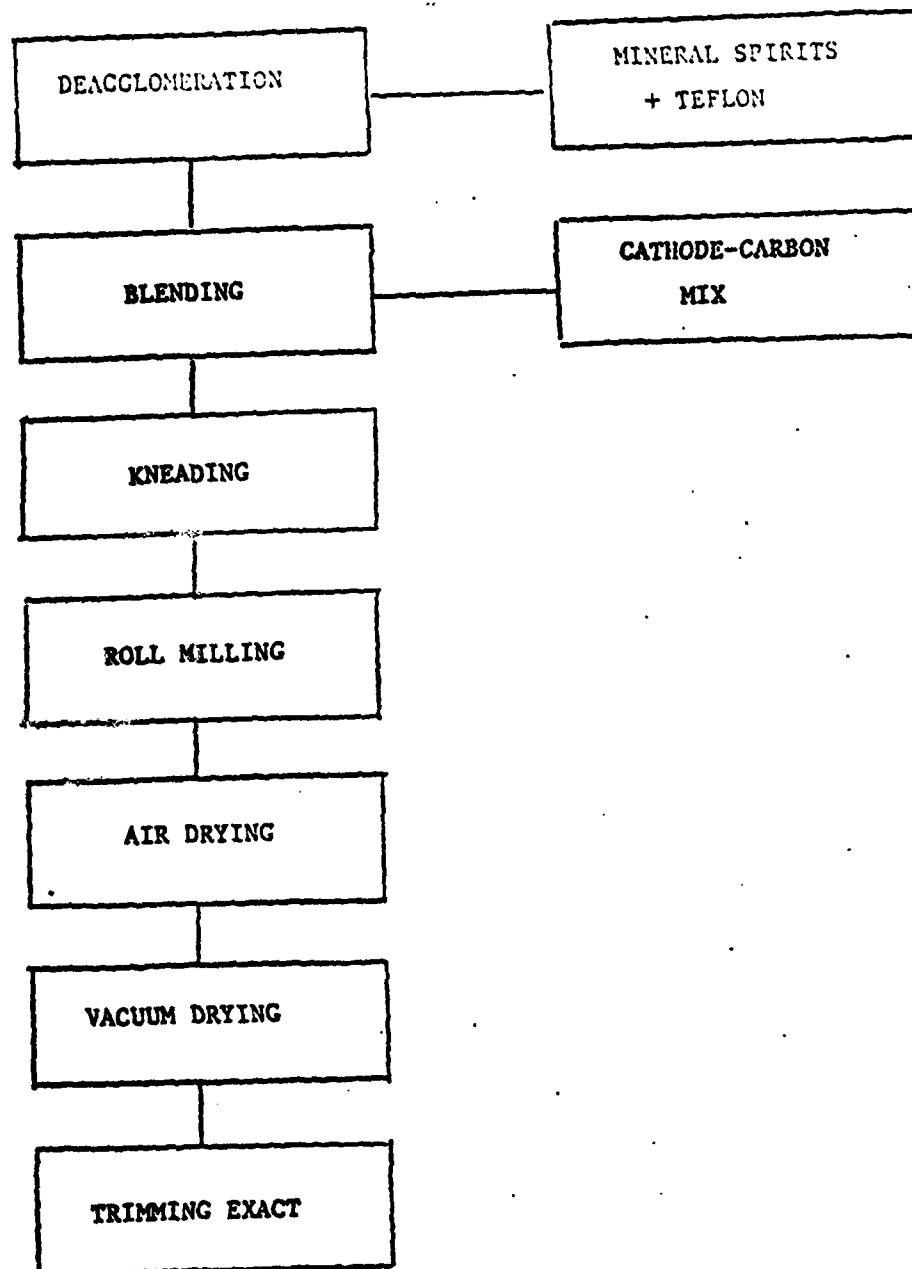 DEAGGLOMERATION
MINERAL SPIRITS
+ TEFLON
BLENDING
CATHODE-CARBON
MIX
KNEADING
ROLL MILLING
AIR DRYING
VACUUM DRYING
TRIMMING EXACT